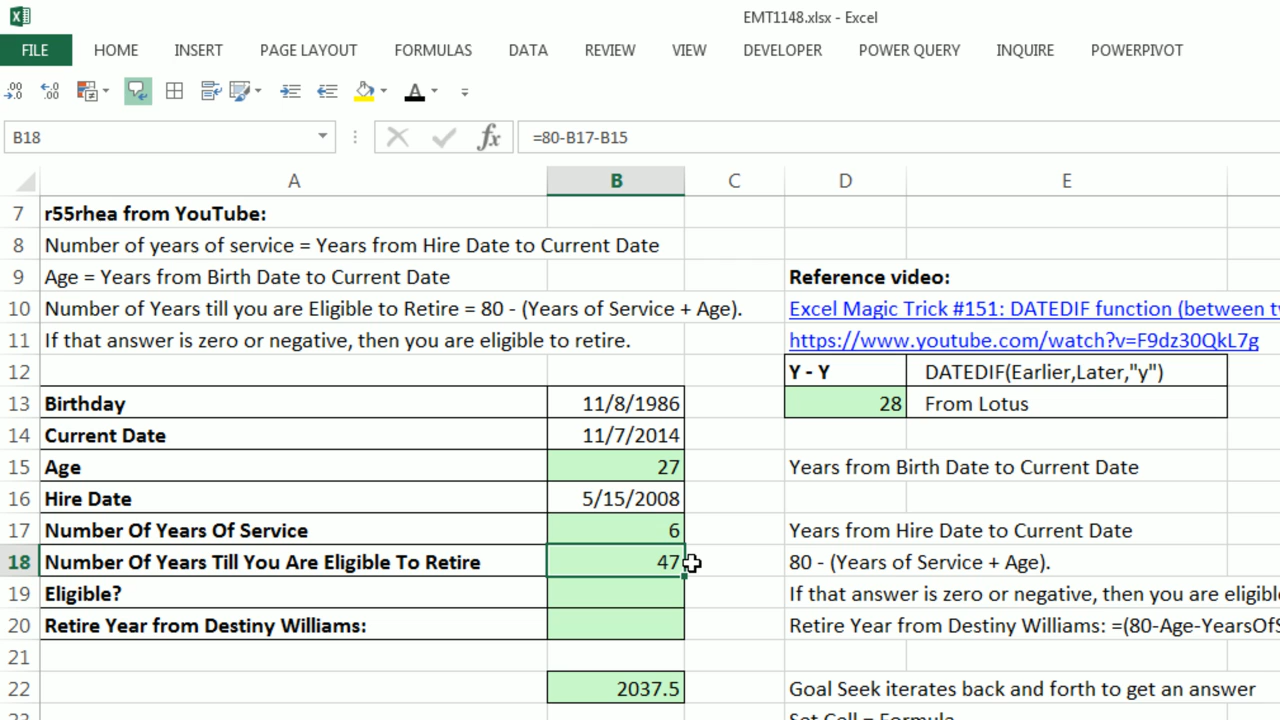 EMT1148.xlsx - Excel
FILE HOME INSERT PAGE LAYOUT FORMULAS DATA REVIEW VIEW DEVELOPER POWER QUERY INQUIRE POWERPIVOT
B18 fx =80-B17-B15
A B C D E
7 r55rhea from YouTube:
8 Number of years of service = Years from Hire Date to Current Date
9 Age = Years from Birth Date to Current Date Reference video:
10 Number of Years till you are Eligible to Retire = 80 - (Years of Service + Age). Excel Magic Trick #151: DATEDIF function (between
11 If that answer is zero or negative, then you are eligible to retire. https://www.youtube.com/watch?v=F9dz30QkL7g
12 Y - Y DATEDIF(Earlier,Later,"y")
13 Birthday 11/8/1986 28 From Lotus
14 Current Date 11/7/2014
15 Age 27 Years from Birth Date to Current Date
16 Hire Date 5/15/2008
17 Number Of Years Of Service 6 Years from Hire Date to Current Date
18 Number Of Years Till You Are Eligible To Retire 47 80 - (Years of Service + Age).
19 Eligible? If that answer is zero or negative, then you are
20 Retire Year from Destiny Williams: Retire Year from Destiny Williams: =(80-Age-YearsOf
21
22 2037.5 Goal Seek iterates back and forth to get an answer
23 Set Cell = Formula